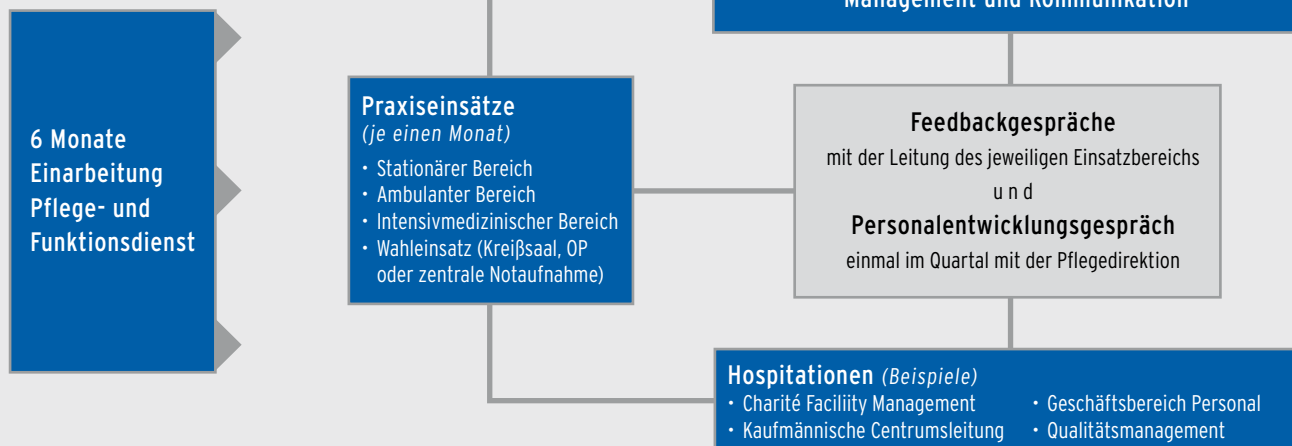 Management und Kommunikation
6 Monate
Einarbeitung
Pflege- und
Funktionsdienst
Praxiseinsätze
(je einen Monat)
• Stationärer Bereich
• Ambulanter Bereich
• Intensivmedizinischer Bereich
• Wahleinsatz (Kreißsaal, OP
oder zentrale Notaufnahme)
Feedbackgespräche
mit der Leitung des jeweiligen Einsatzbereichs
und
Personalentwicklungsgespräch
einmal im Quartal mit der Pflegedirektion
Hospitationen (Beispiele)
• Charité Faciliity Management
• Kaufmännische Centrumsleitung
• Geschäftsbereich Personal
• Qualitätsmanagement